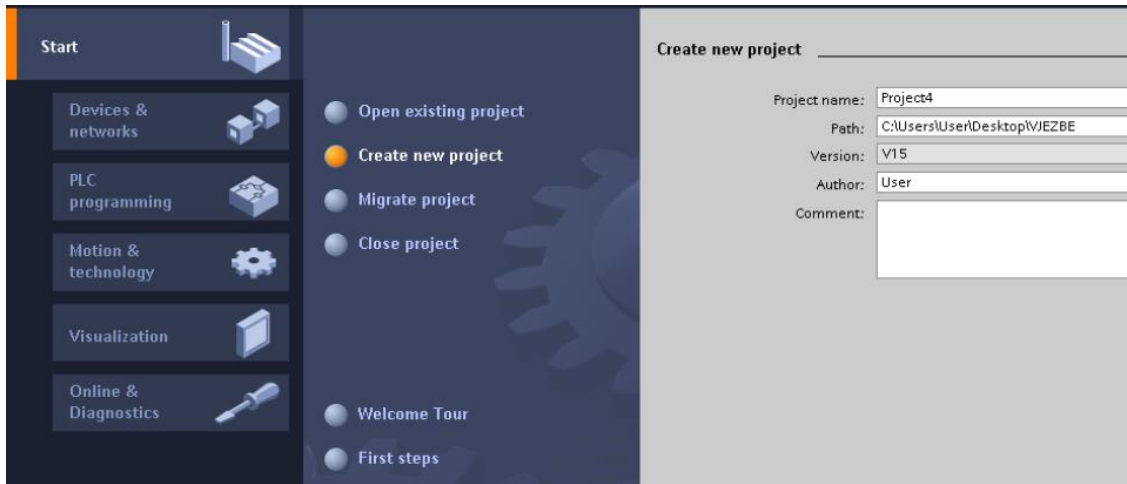 Start
Devices &
networks
PLC
programming
Motion &
technology
Visualization
Online &
Diagnostics
Open existing project
Create new project
Migrate project
Close project
Welcome Tour
First steps
Create new project
Project name: Project4
Path: C:\Users\User\Desktop\VJEZBE
Version: V15
Author: User
Comment: